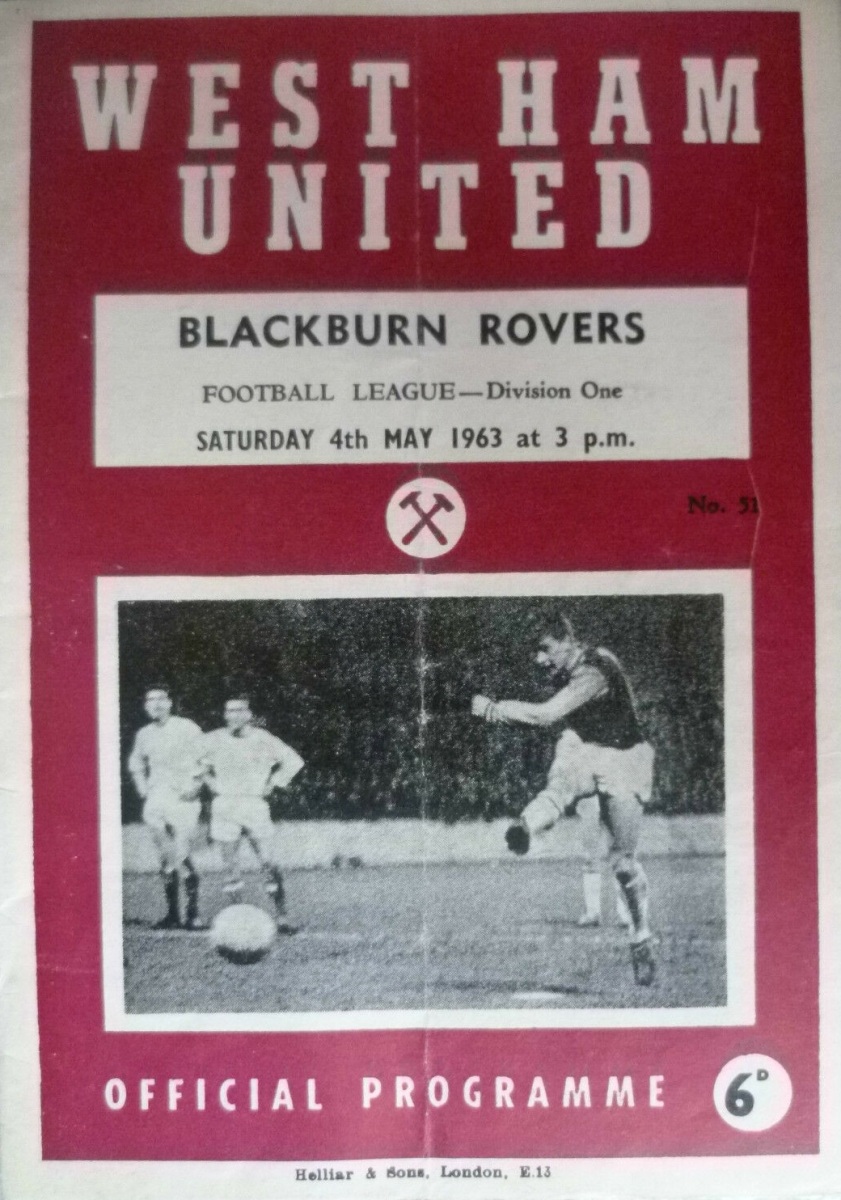 WEST HAM
UNITED
BLACKBURN ROVERS
FOOTBALL LEAGUE—Division One
SATURDAY 4th MAY 1963 at 3 p.m.
No. 51
OFFICIAL PROGRAMME
6D
Helliar & Sons, London, E.13